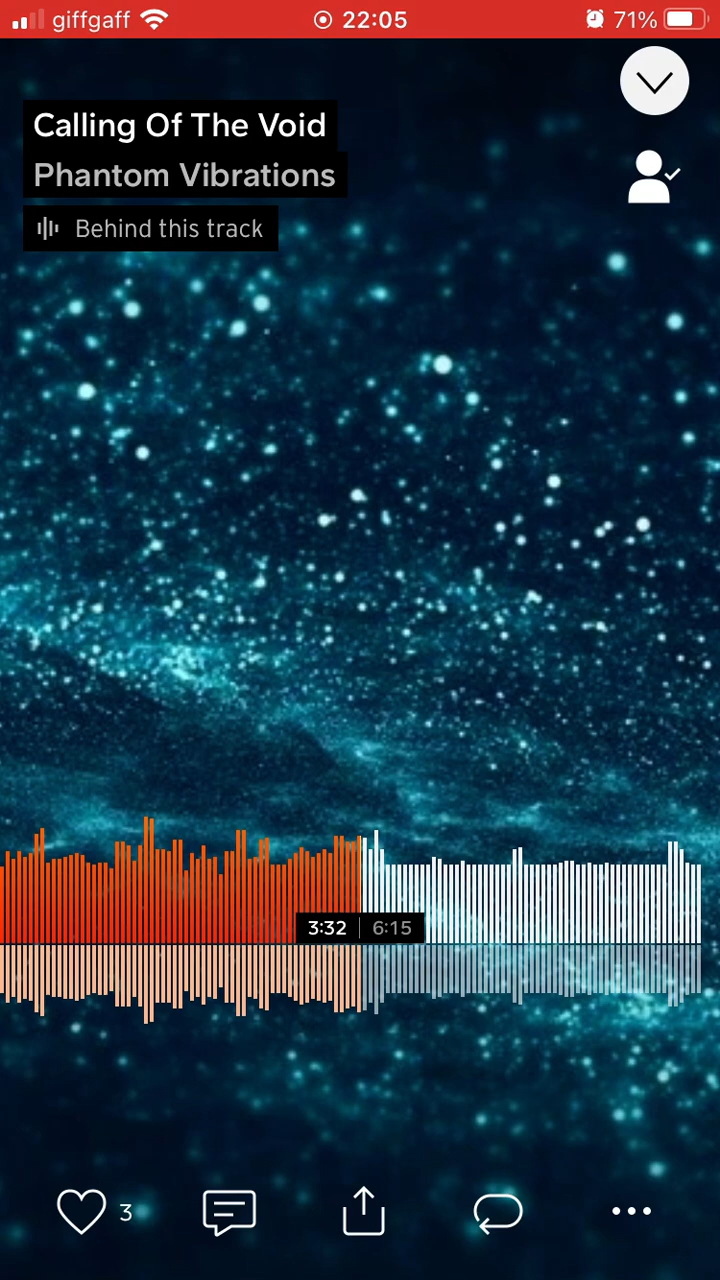 giffgaff 22:05 71%
Calling Of The Void
Phantom Vibrations
Behind this track
3:32 6:15
3